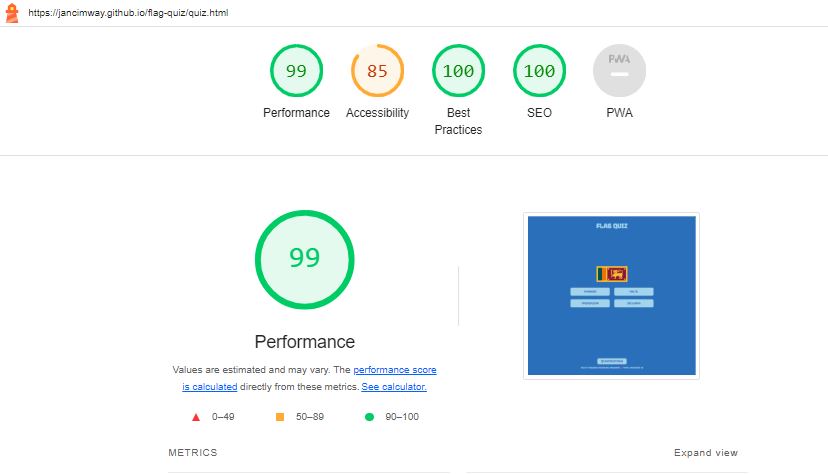 https://jancimway.github.io/flag-quiz/quiz.html
99
85
100
100
PWA
Performance
Accessibility
Best
Practices
SEO
PWA
99
Performance
Values are estimated and may vary. The performance score
is calculated directly from these metrics. See calculator.
0–49
50–89
90–100
FLAG QUIZ
METRICS
Expand view